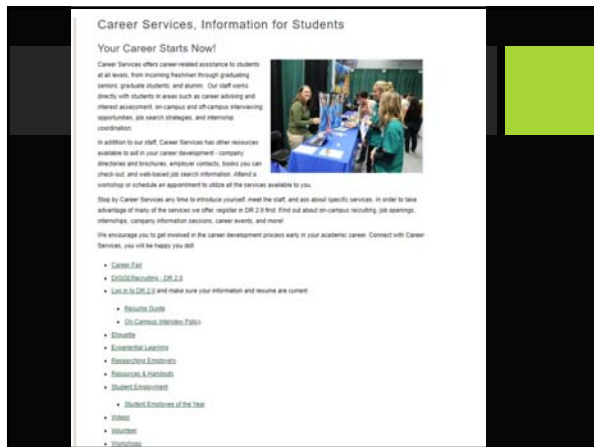 Career Services, Information for Students
Your Career Starts Now!
Career Services offers career-related assistance to students
at all levels, from incoming freshmen through graduating
seniors, graduate students, and alumni. Our staff works
directly with students in areas such as career advising and
interest assessment, on-campus and off-campus interviewing
opportunities, job search strategies, and internship
coordination.
In addition to our staff, Career Services has other resources
available to aid in your career development - company
directories and brochures, employer contacts, books you can
check-out, and web-based job search information. Attend a
workshop or schedule an appointment to utilize all the services available to you.
Stop by Career Services any time to introduce yourself, meet the staff, and ask about specific services. In order to take
advantage of many of the services we offer, register in DR 2.0 first. Find out about on-campus recruiting, job openings,
internships, company information sessions, career events, and more!
We encourage you to get involved in the career development process early in your academic career. Connect with Career
Services, you will be happy you did!
• Career Fair
• DIGGERecruiting - DR 2.0
• Log in to DR 2.0 and make sure your information and resume are current
• Resume Guide
• On-Campus Interview Policy
• Etiquette
• Experiential Learning
• Researching Employers
• Resources & Handouts
• Student Employment
• Student Employee of the Year
• Videos
• Volunteer
• Workshops